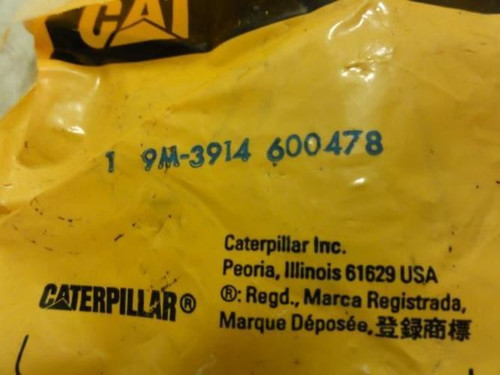 CAT
1 9M-3914 600478
Caterpillar Inc.
Peoria, Illinois 61629 USA
®: Regd., Marca Registrada,
Marque Déposée, 登録商標
CATERPILLAR®